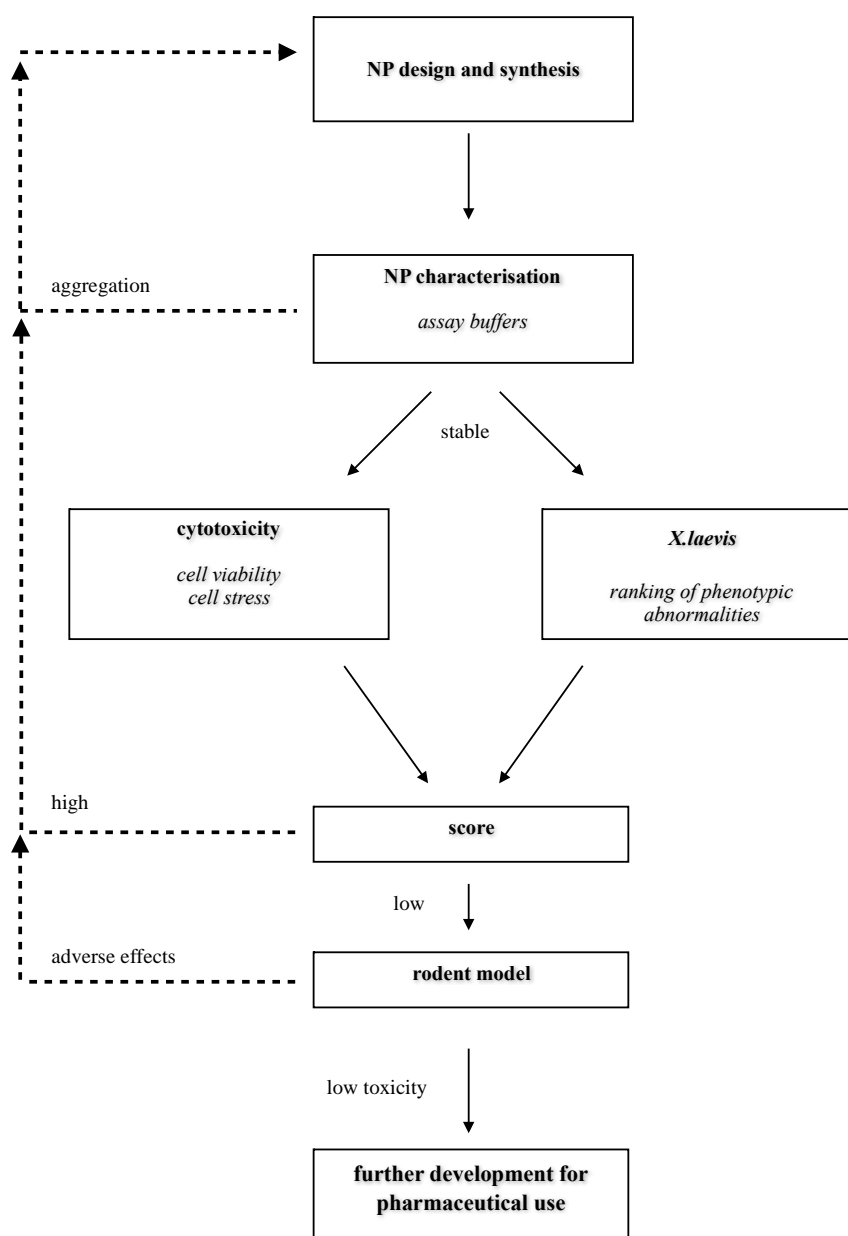 NP design and synthesis
NP characterisation
assay buffers
aggregation
stable
cytotoxicity
cell viability
cell stress
X.laevis
ranking of phenotypic
abnormalities
high
score
low
adverse effects
rodent model
low toxicity
further development for
pharmaceutical use